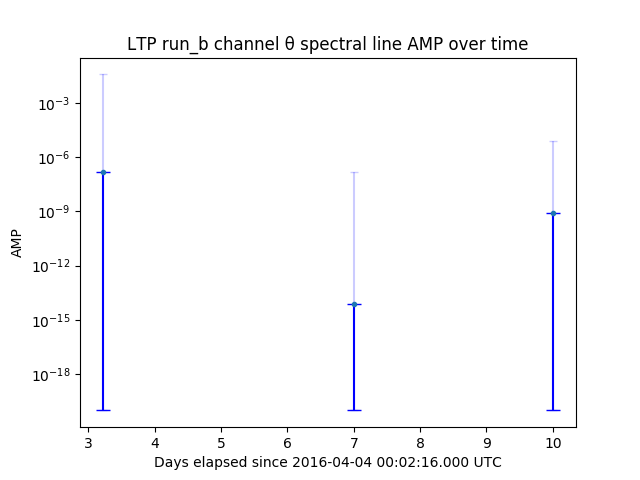 LTP run_b channel θ spectral line AMP over time
AMP
10⁻³
10⁻⁶
10⁻⁹
10⁻¹²
10⁻¹⁵
10⁻¹⁸
3 4 5 6 7 8 9 10
Days elapsed since 2016-04-04 00:02:16.000 UTC